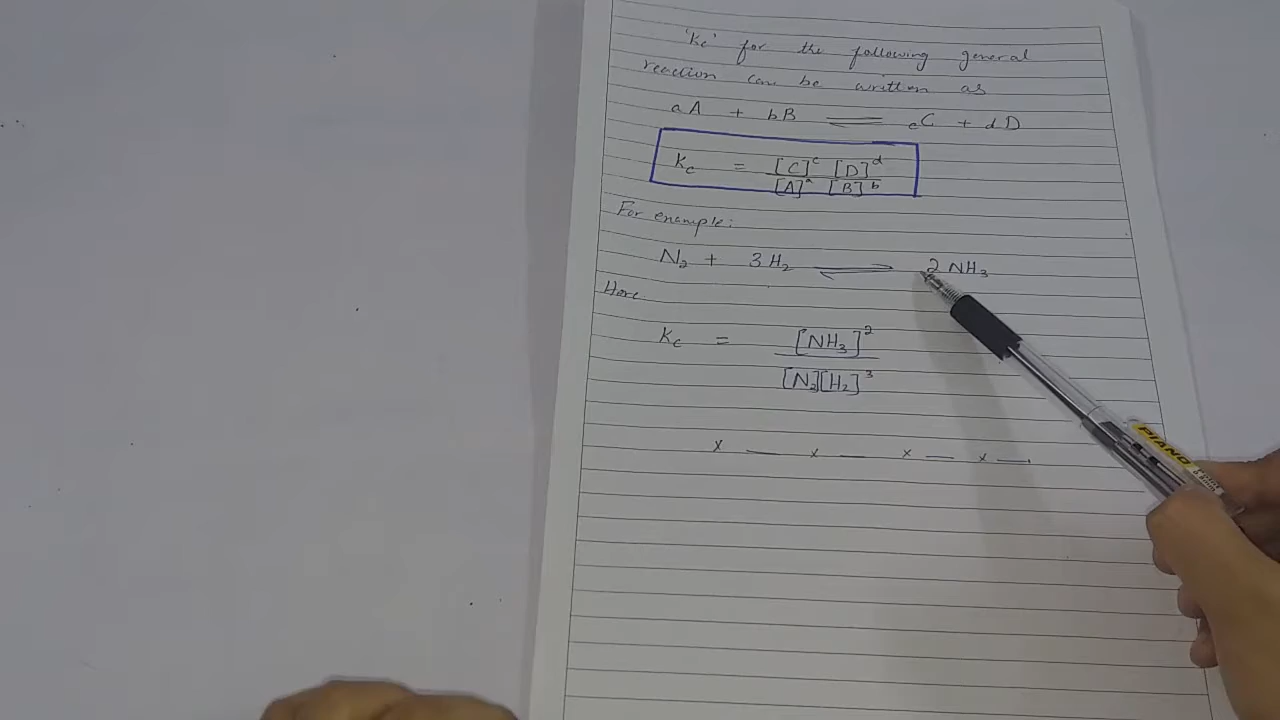 'Kc' for the following general
reaction can be written as
aA + bB ⇌ cC + dD
Kc = [C]^c [D]^d / [A]^a [B]^b
For example:
N₂ + 3H₂ ⇌ 2NH₃
Here
Kc = [NH₃]² / [N₂][H₂]³
x — x — x — x —.
PIANO